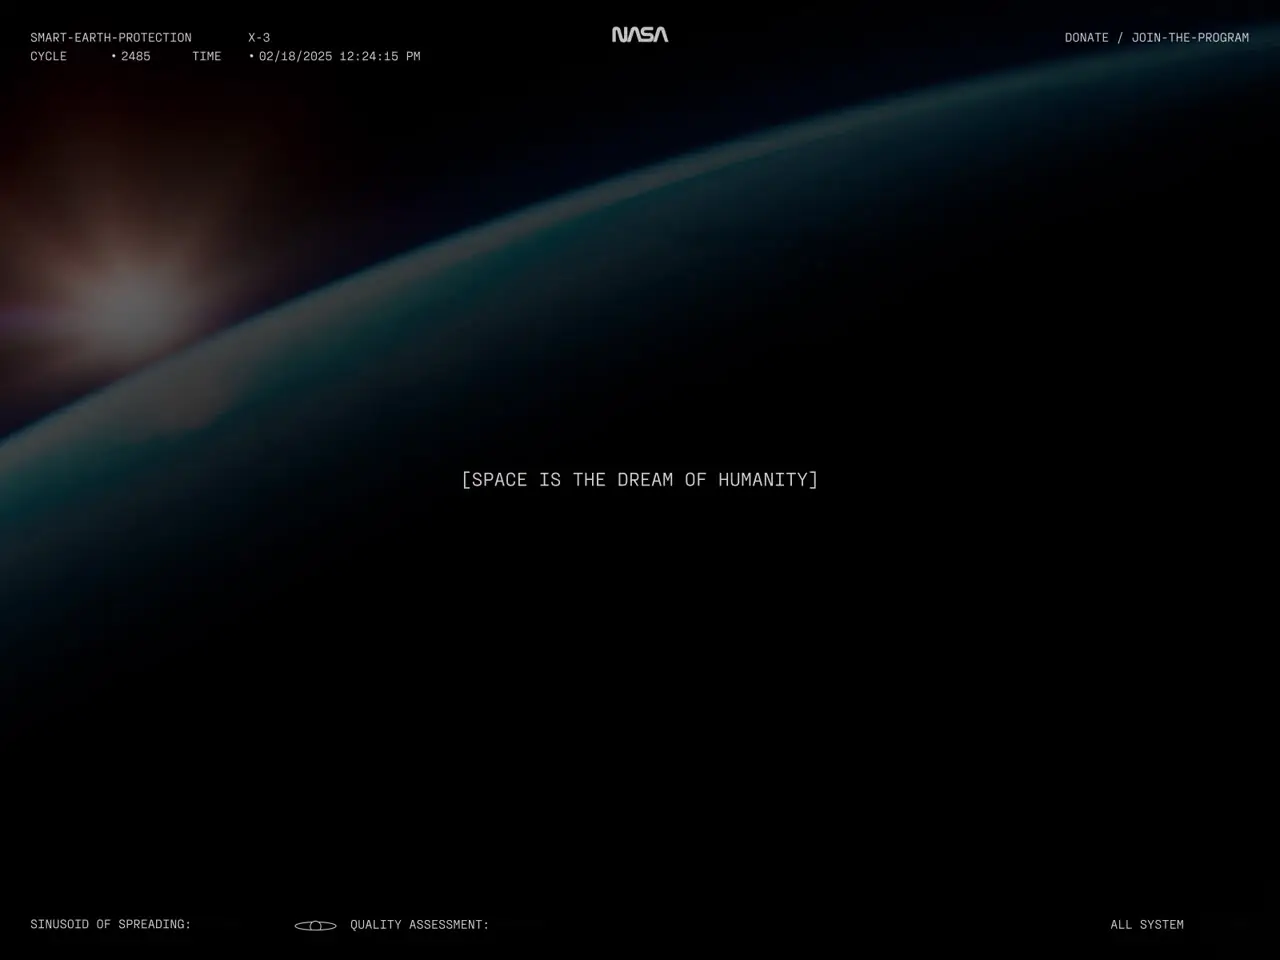 SMART-EARTH-PROTECTION X-3
CYCLE • 2485 TIME • 02/18/2025 12:24:15 PM
NASA
DONATE / JOIN-THE-PROGRAM
[SPACE IS THE DREAM OF HUMANITY]
SINUSOID OF SPREADING:
QUALITY ASSESSMENT:
ALL SYSTEM